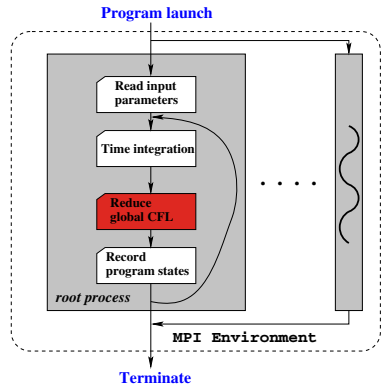 Program launch
Read input
parameters
Time integration
Reduce
global CFL
Record
program states
root process
MPI Environment
Terminate